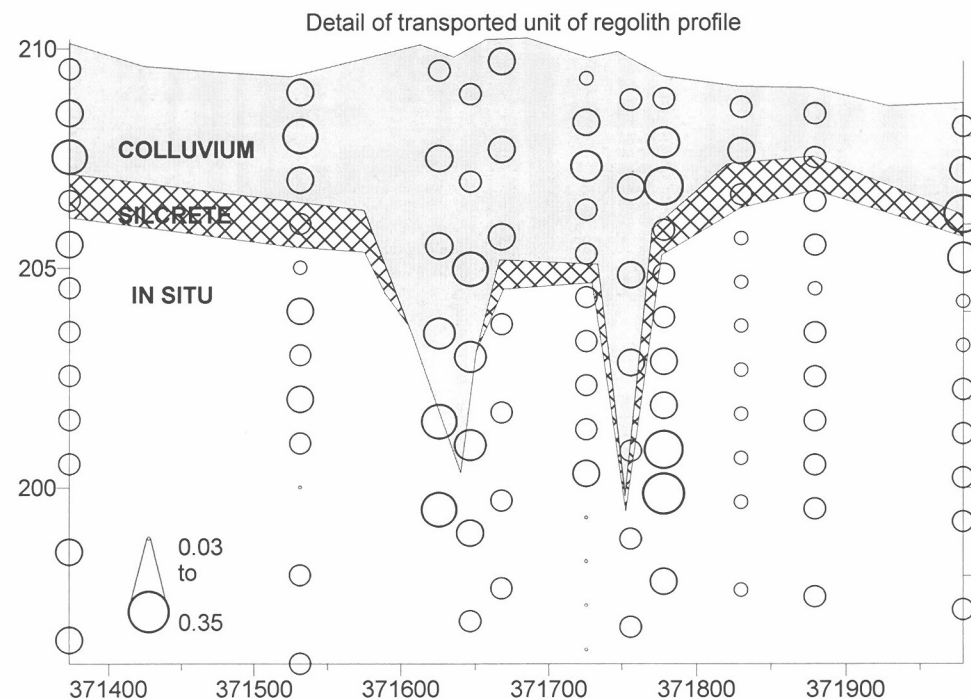 Detail of transported unit of regolith profile
210
COLLUVIUM
SILCRETE
205
IN SITU
200
0.03
to
0.35
371400 371500 371600 371700 371800 371900